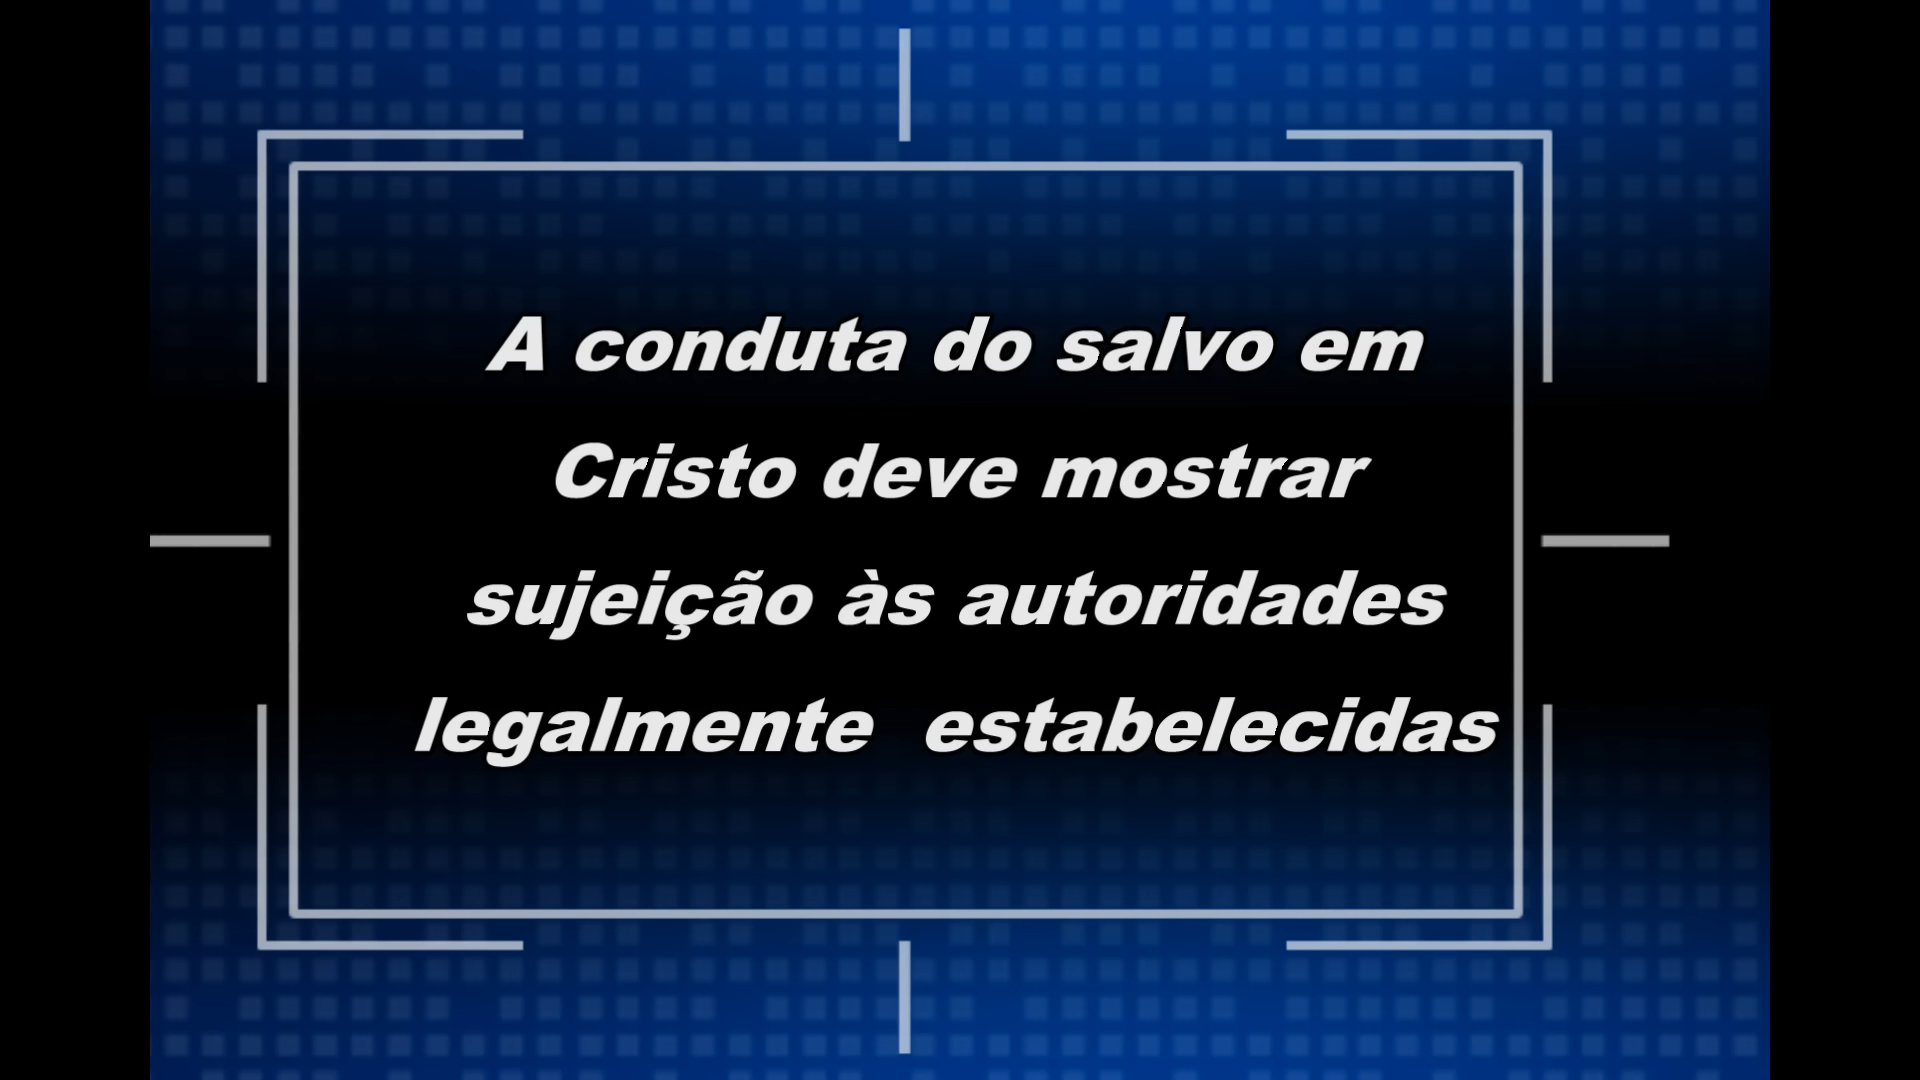 A conduta do salvo em
Cristo deve mostrar
sujeição às autoridades
legalmente  estabelecidas